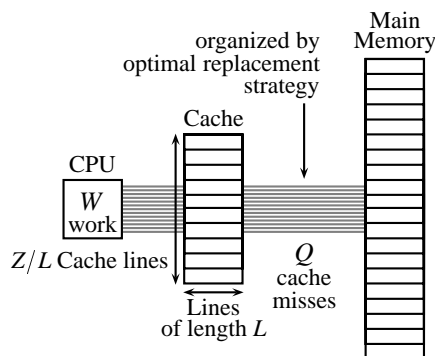 organized by
optimal replacement
strategy
Main
Memory
Cache
CPU
W
work
Z/L Cache lines
Q
cache
misses
Lines
of length L